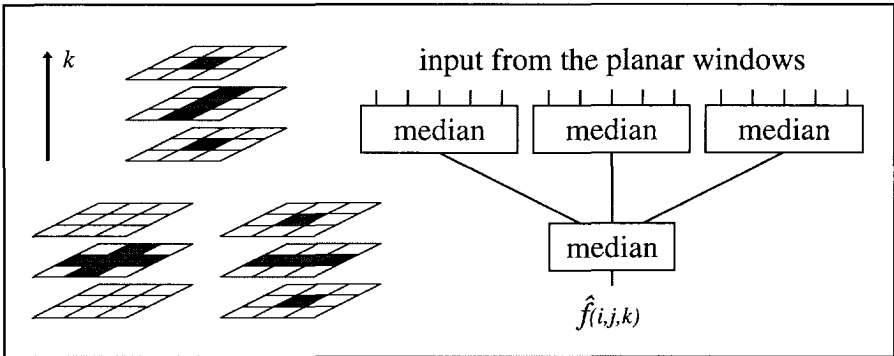 k
input from the planar windows
median
median
median
median
f̂(i,j,k)